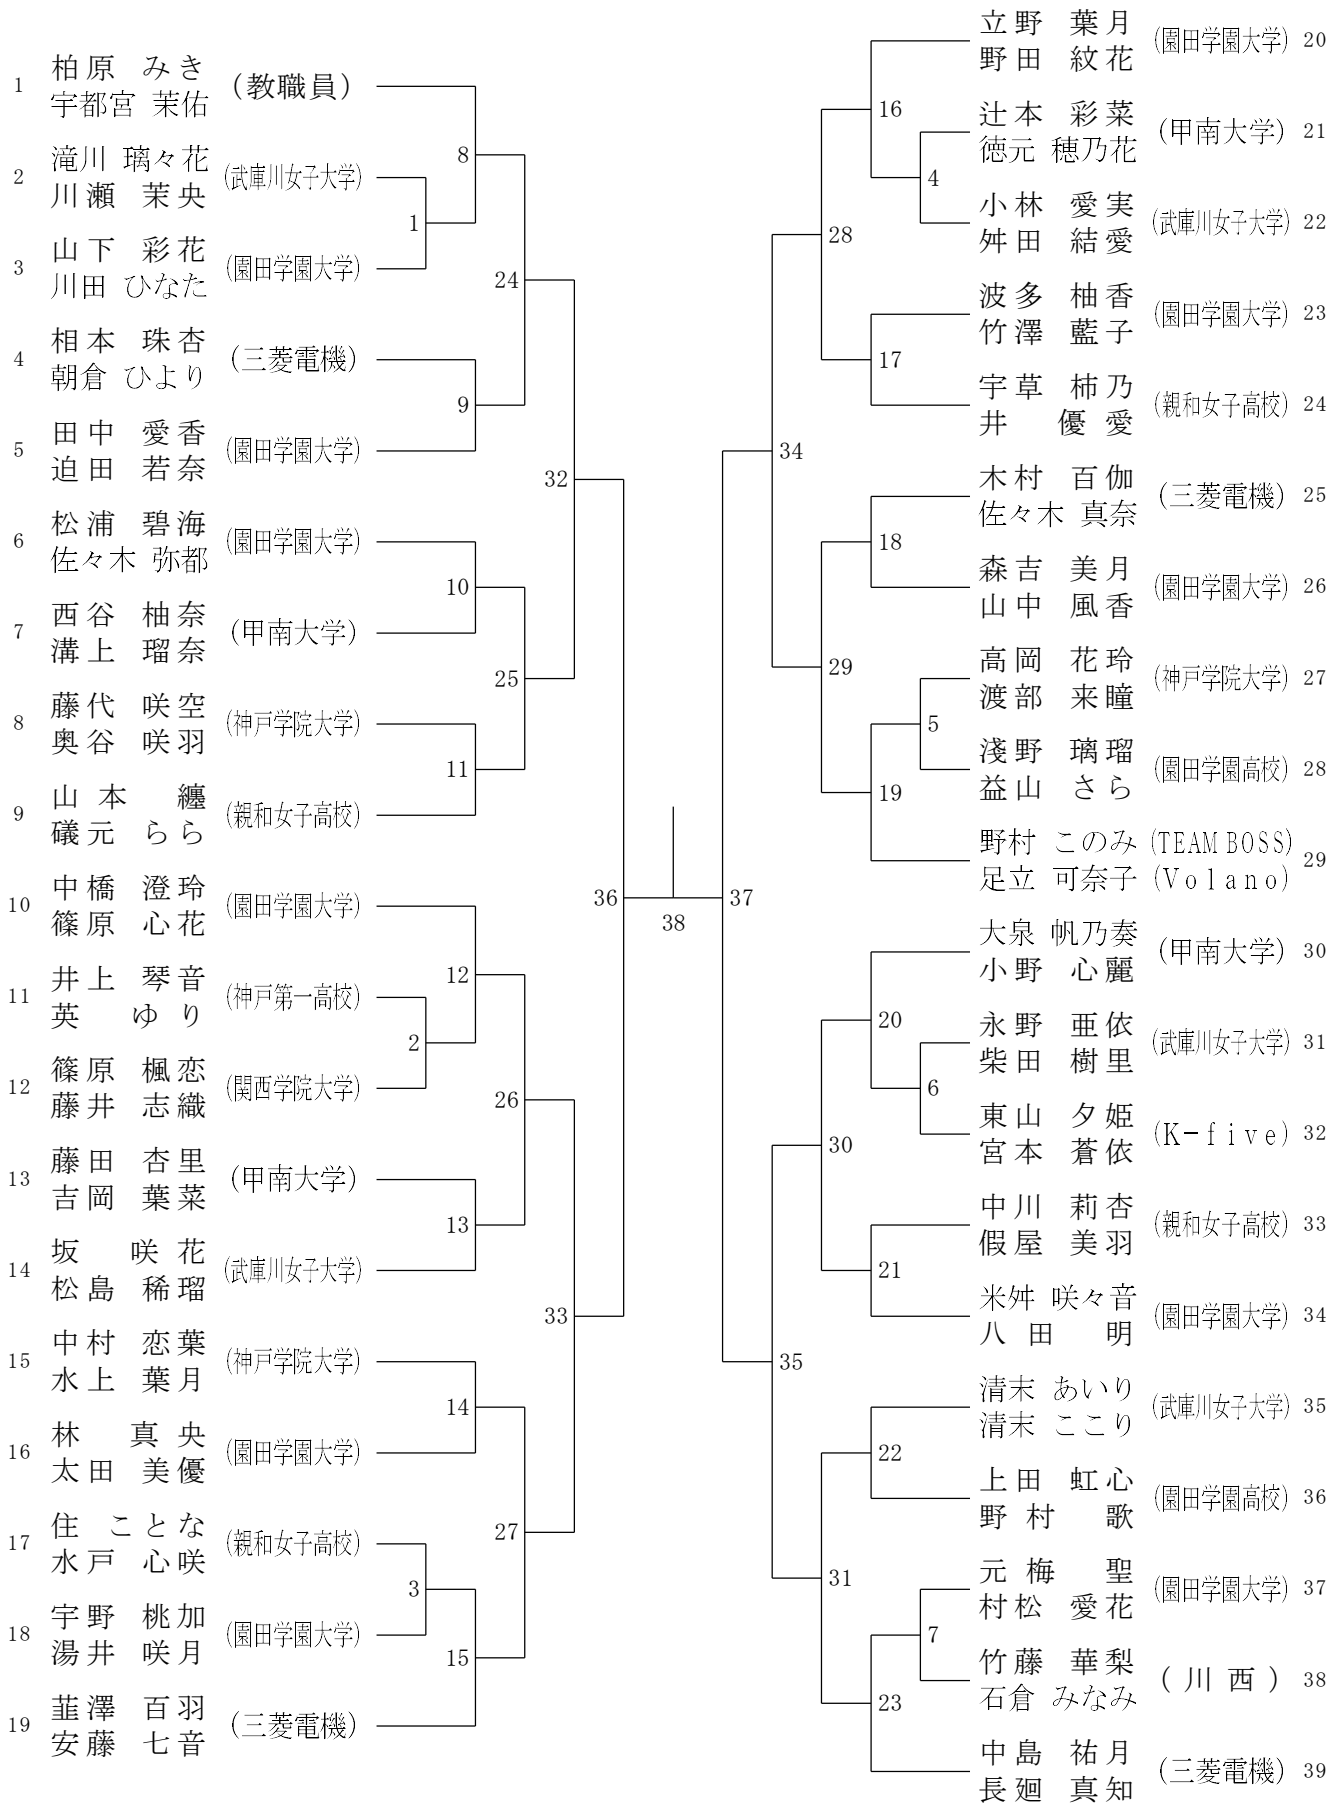 1 柏原 みき (教職員)
宇都宮 茉佑
2 滝川 璃々花 (武庫川女子大学)
川瀬 茉央
3 山下 彩花 (園田学園大学)
川田 ひなた
4 相本 珠杏 (三菱電機)
朝倉 ひより
5 田中 愛香 (園田学園大学)
迫田 若奈
6 松浦 碧海 (園田学園大学)
佐々木 弥都
7 西谷 柚奈 (甲南大学)
溝上 瑠奈
8 藤代 咲空 (神戸学院大学)
奥谷 咲羽
9 山本 纏 (親和女子高校)
礒元 らら
10 中橋 澄玲 (園田学園大学)
篠原 心花
11 井上 琴音 (神戸第一高校)
英 ゆり
12 篠原 楓恋 (関西学院大学)
藤井 志織
13 藤田 杏里 (甲南大学)
吉岡 葉菜
14 坂 咲花 (武庫川女子大学)
松島 稀瑠
15 中村 恋葉 (神戸学院大学)
水上 葉月
16 林 真央 (園田学園大学)
太田 美優
17 住 ことな (親和女子高校)
水戸 心咲
18 宇野 桃加 (園田学園大学)
湯井 咲月
19 韮澤 百羽 (三菱電機)
安藤 七音
1
2
3
8
9
10
11
12
13
14
15
24
25
26
27
32
33
36
38
37
34
35
28
29
30
31
16
17
18
19
20
21
22
23
4
5
6
7
立野 葉月 (園田学園大学) 20
野田 紋花
辻本 彩菜 (甲南大学) 21
徳元 穂乃花
小林 愛実 (武庫川女子大学) 22
舛田 結愛
波多 柚香 (園田学園大学) 23
竹澤 藍子
宇草 柿乃 (親和女子高校) 24
井 優愛
木村 百伽 (三菱電機) 25
佐々木 真奈
森吉 美月 (園田学園大学) 26
山中 風香
高岡 花玲 (神戸学院大学) 27
渡部 来瞳
淺野 璃瑠 (園田学園高校) 28
益山 さら
野村 このみ (TEAM BOSS) 29
足立 可奈子 (Volano)
大泉 帆乃奏 (甲南大学) 30
小野 心麗
永野 亜依 (武庫川女子大学) 31
柴田 樹里
東山 夕姫 (K-five) 32
宮本 蒼依
中川 莉杏 (親和女子高校) 33
假屋 美羽
米舛 咲々音 (園田学園大学) 34
八田 明
清末 あいり (武庫川女子大学) 35
清末 ここり
上田 虹心 (園田学園高校) 36
野村 歌
元梅 聖 (園田学園大学) 37
村松 愛花
竹藤 華梨 (川西) 38
石倉 みなみ
中島 祐月 (三菱電機) 39
長廻 真知